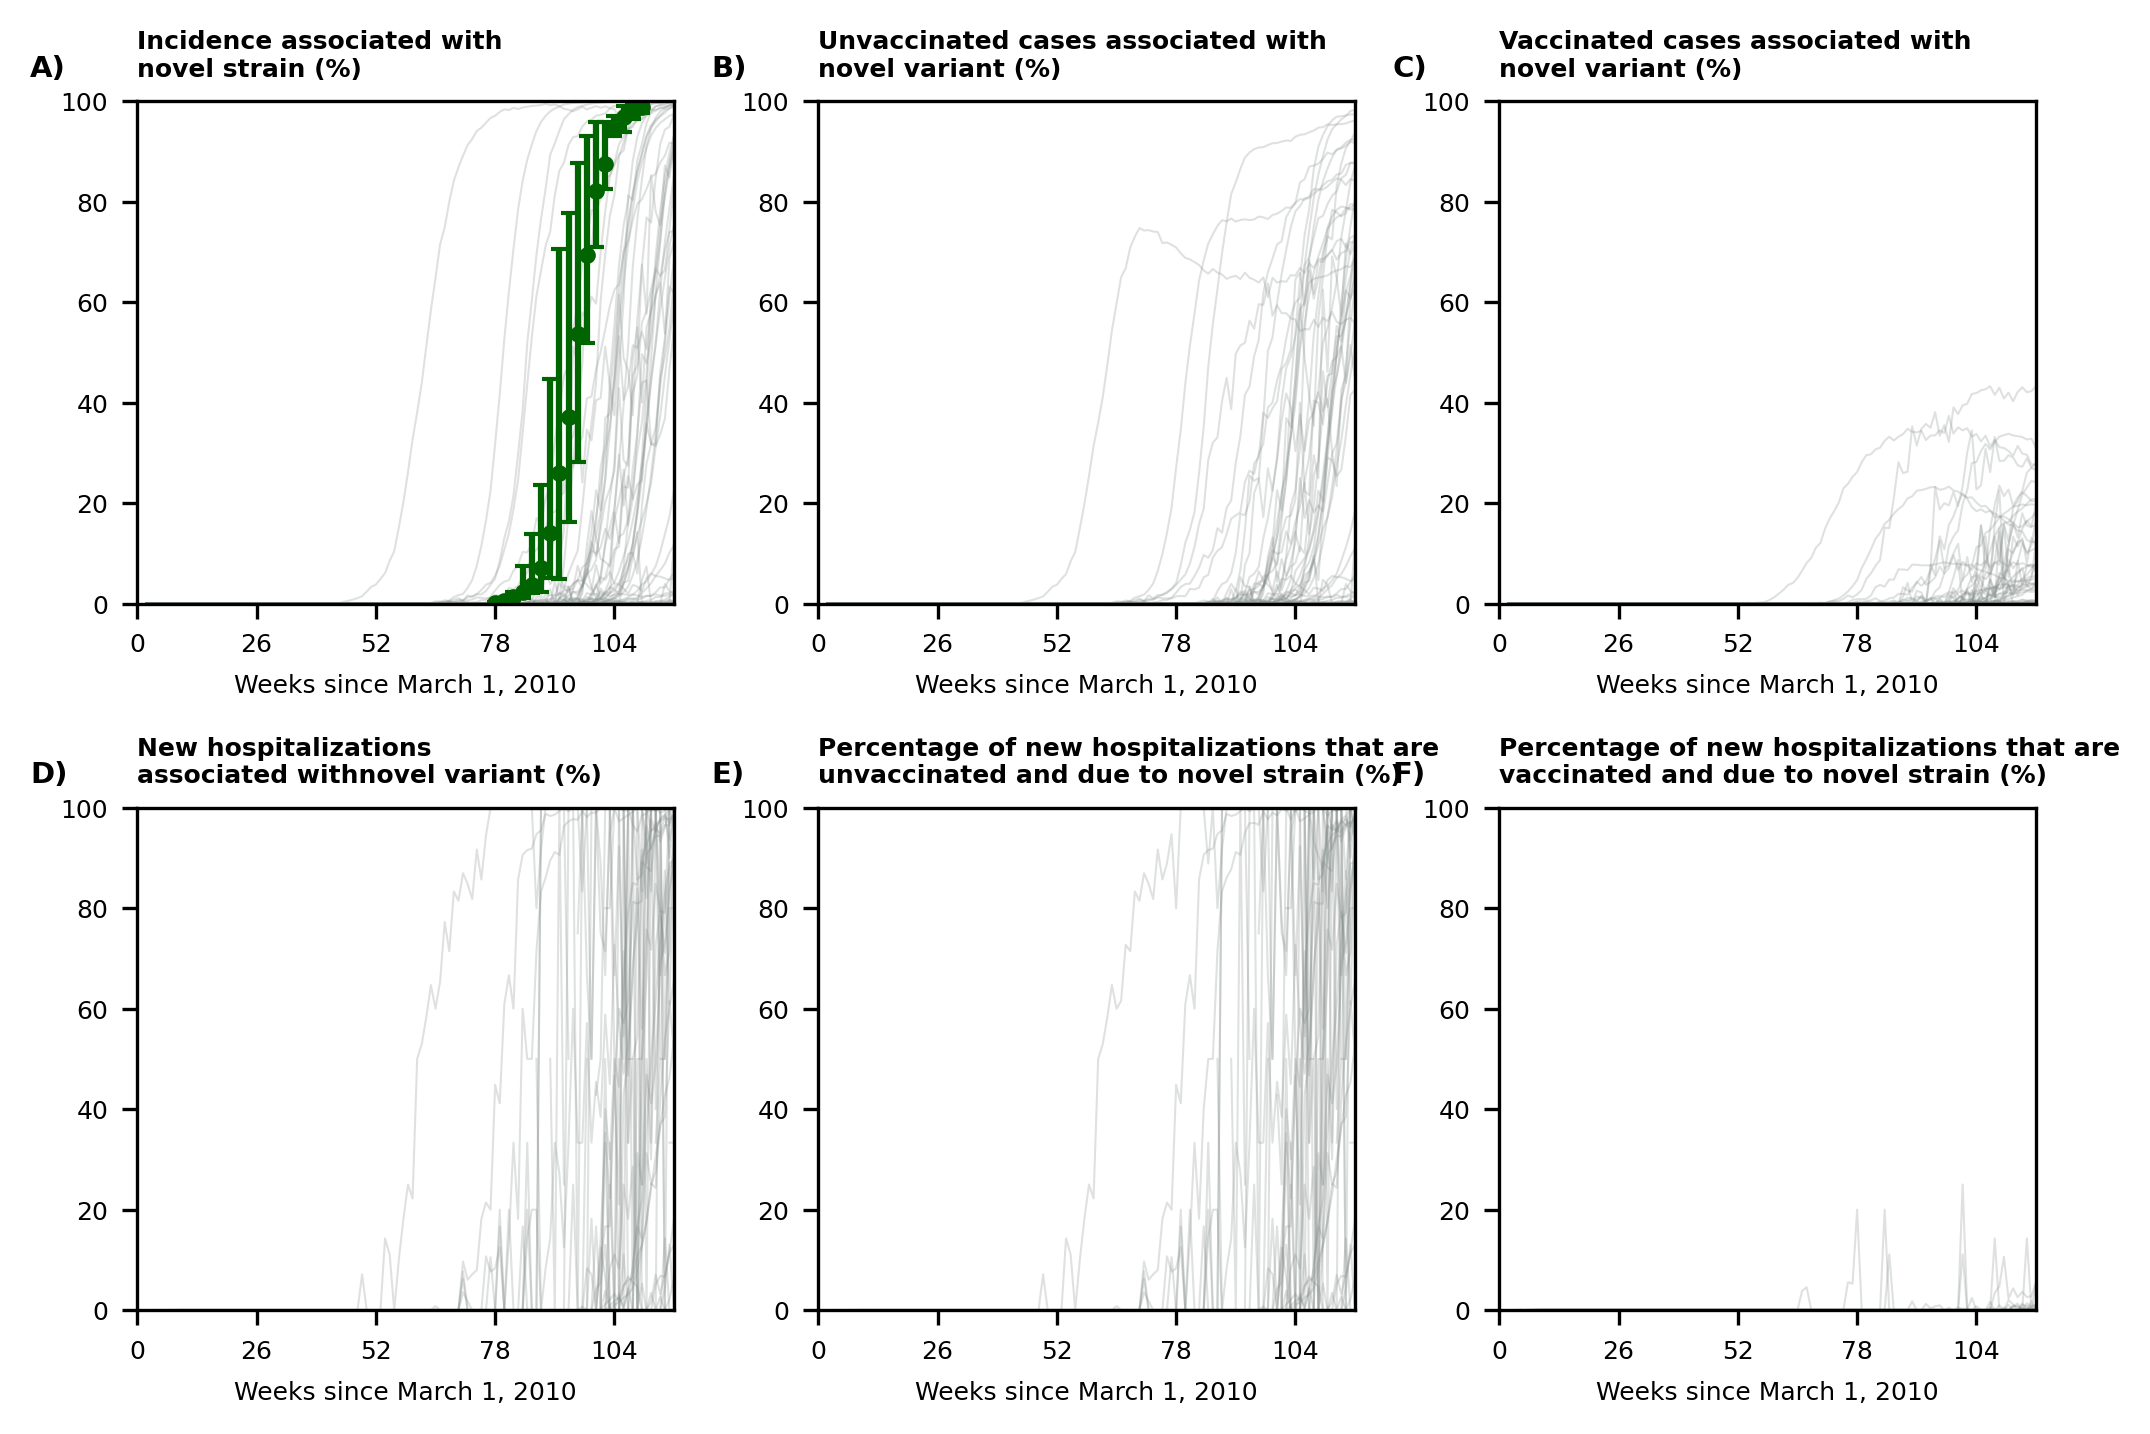 A)
Incidence associated with
novel strain (%)
100
80
60
40
20
0
0 26 52 78 104
Weeks since March 1, 2010
B)
Unvaccinated cases associated with
novel variant (%)
100
80
60
40
20
0
0 26 52 78 104
Weeks since March 1, 2010
C)
Vaccinated cases associated with
novel variant (%)
100
80
60
40
20
0
0 26 52 78 104
Weeks since March 1, 2010
D)
New hospitalizations
associated withnovel variant (%)
100
80
60
40
20
0
0 26 52 78 104
Weeks since March 1, 2010
E)
Percentage of new hospitalizations that are
unvaccinated and due to novel strain (%)
100
80
60
40
20
0
0 26 52 78 104
Weeks since March 1, 2010
F)
Percentage of new hospitalizations that are
vaccinated and due to novel strain (%)
100
80
60
40
20
0
0 26 52 78 104
Weeks since March 1, 2010